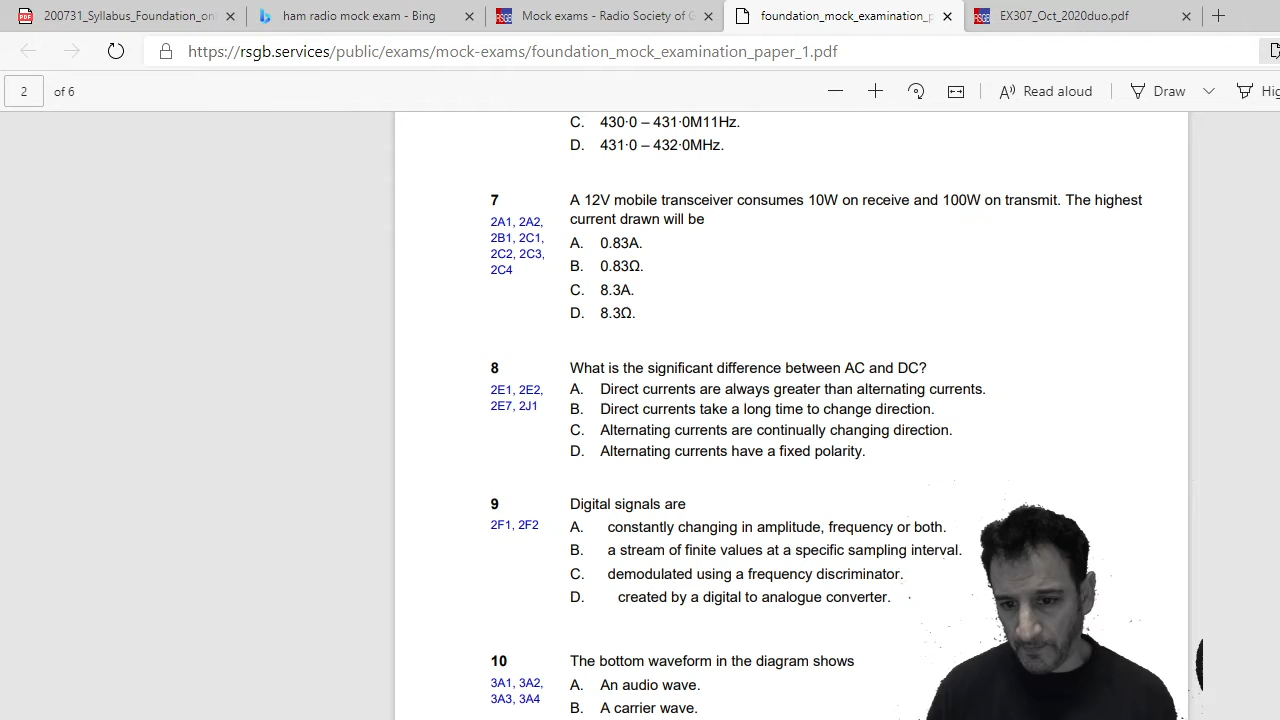 200731_Syllabus_Foundation_on
ham radio mock exam - Bing
Mock exams - Radio Society of G
foundation_mock_examination_p
EX307_Oct_2020duo.pdf
https://rsgb.services/public/exams/mock-exams/foundation_mock_examination_paper_1.pdf
2 of 6
Read aloud
Draw
C. 430·0 – 431·0M11Hz.
D. 431·0 – 432·0MHz.
7 A 12V mobile transceiver consumes 10W on receive and 100W on transmit. The highest
2A1, 2A2, current drawn will be
2B1, 2C1, A. 0.83A.
2C2, 2C3, B. 0.83Ω.
2C4
C. 8.3A.
D. 8.3Ω.
8 What is the significant difference between AC and DC?
2E1, 2E2, A. Direct currents are always greater than alternating currents.
2E7, 2J1 B. Direct currents take a long time to change direction.
C. Alternating currents are continually changing direction.
D. Alternating currents have a fixed polarity.
9 Digital signals are
2F1, 2F2 A. constantly changing in amplitude, frequency or both.
B. a stream of finite values at a specific sampling interval.
C. demodulated using a frequency discriminator.
D. created by a digital to analogue converter.
10 The bottom waveform in the diagram shows
3A1, 3A2, A. An audio wave.
3A3, 3A4 B. A carrier wave.